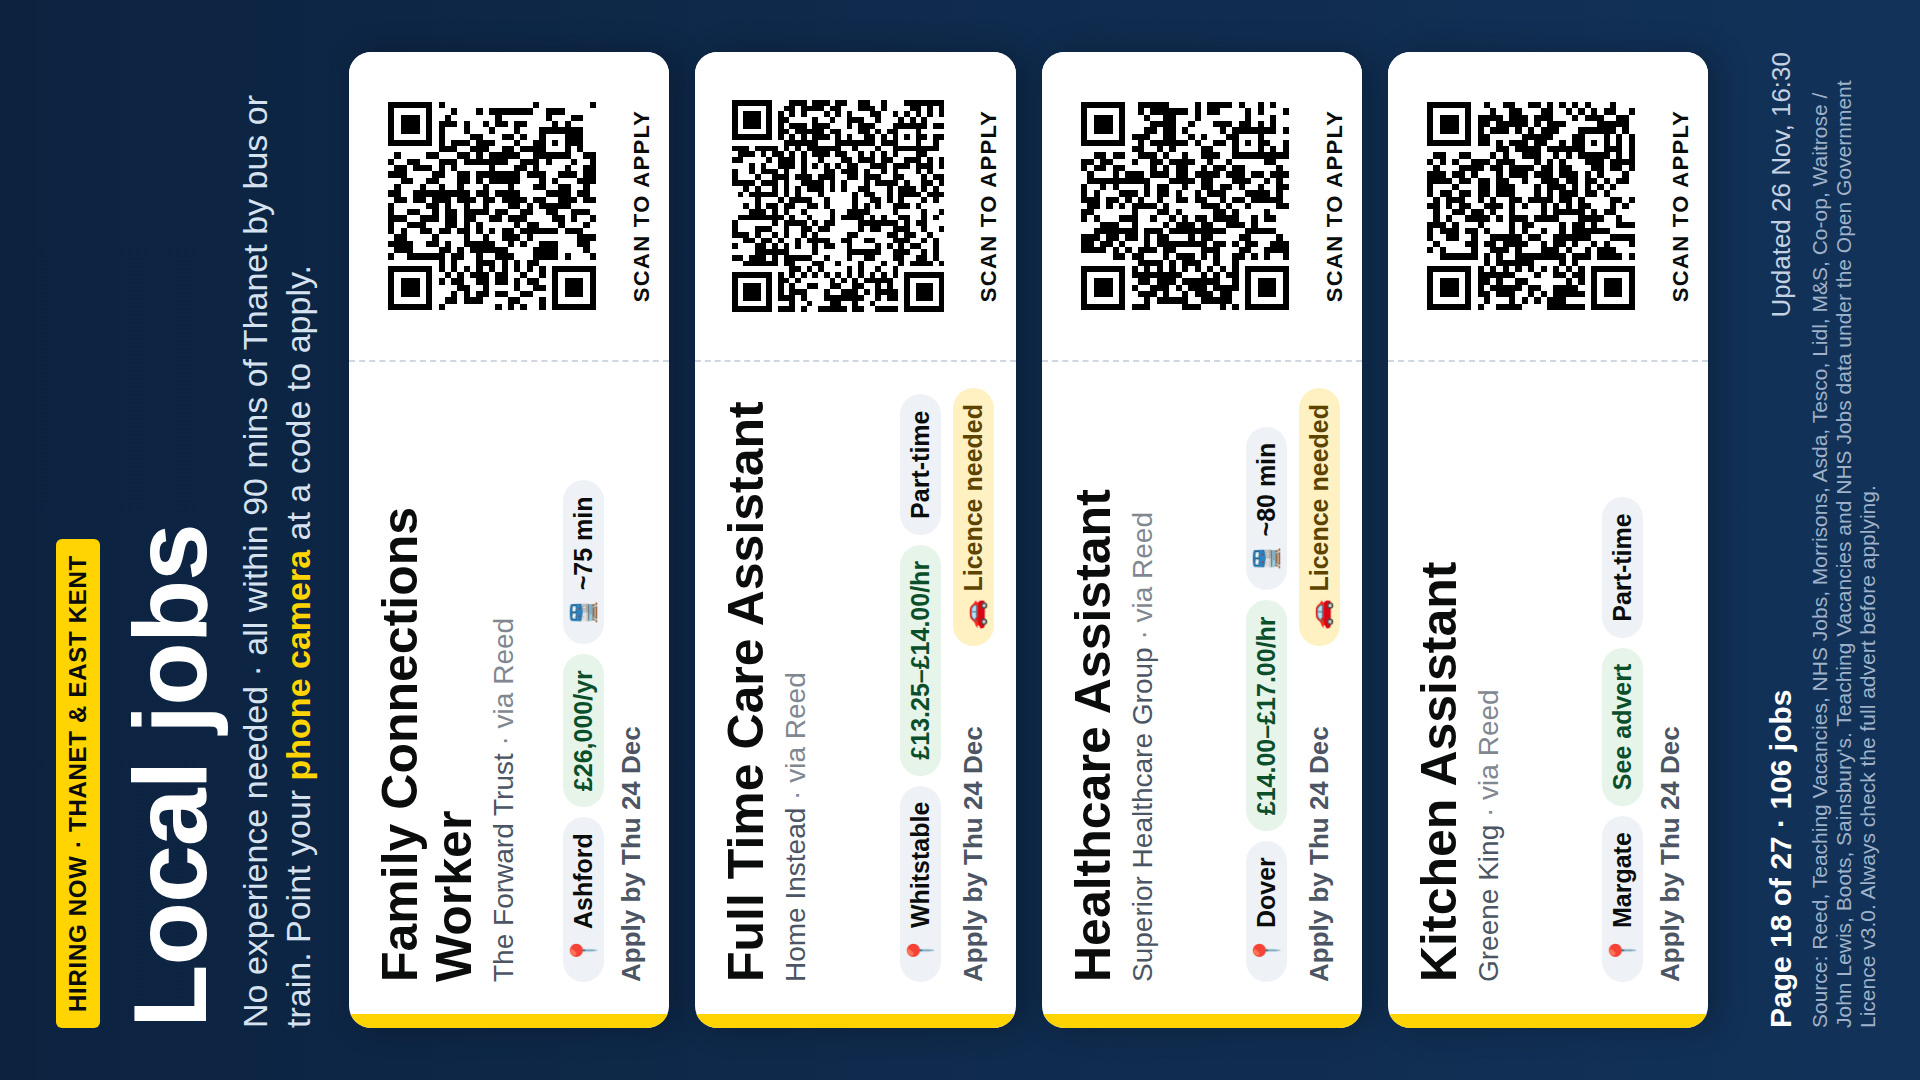 HIRING NOW · THANET & EAST KENT
Local jobs
No experience needed · all within 90 mins of Thanet by bus or
train. Point your phone camera at a code to apply.
Family Connections
Worker
The Forward Trust · via Reed
📍 Ashford
£26,000/yr
🚌 ~75 min
Apply by Thu 24 Dec
SCAN TO APPLY
Full Time Care Assistant
Home Instead · via Reed
📍 Whitstable
£13.25–£14.00/hr
Part-time
Apply by Thu 24 Dec
🚗 Licence needed
SCAN TO APPLY
Healthcare Assistant
Superior Healthcare Group · via Reed
📍 Dover
£14.00–£17.00/hr
🚌 ~80 min
Apply by Thu 24 Dec
🚗 Licence needed
SCAN TO APPLY
Kitchen Assistant
Greene King · via Reed
📍 Margate
See advert
Part-time
Apply by Thu 24 Dec
SCAN TO APPLY
Page 18 of 27 · 106 jobs
Updated 26 Nov, 16:30
Source: Reed, Teaching Vacancies, NHS Jobs, Morrisons, Asda, Tesco, Lidl, M&S, Co-op, Waitrose /
John Lewis, Boots, Sainsbury's. Teaching Vacancies and NHS Jobs data under the Open Government
Licence v3.0. Always check the full advert before applying.